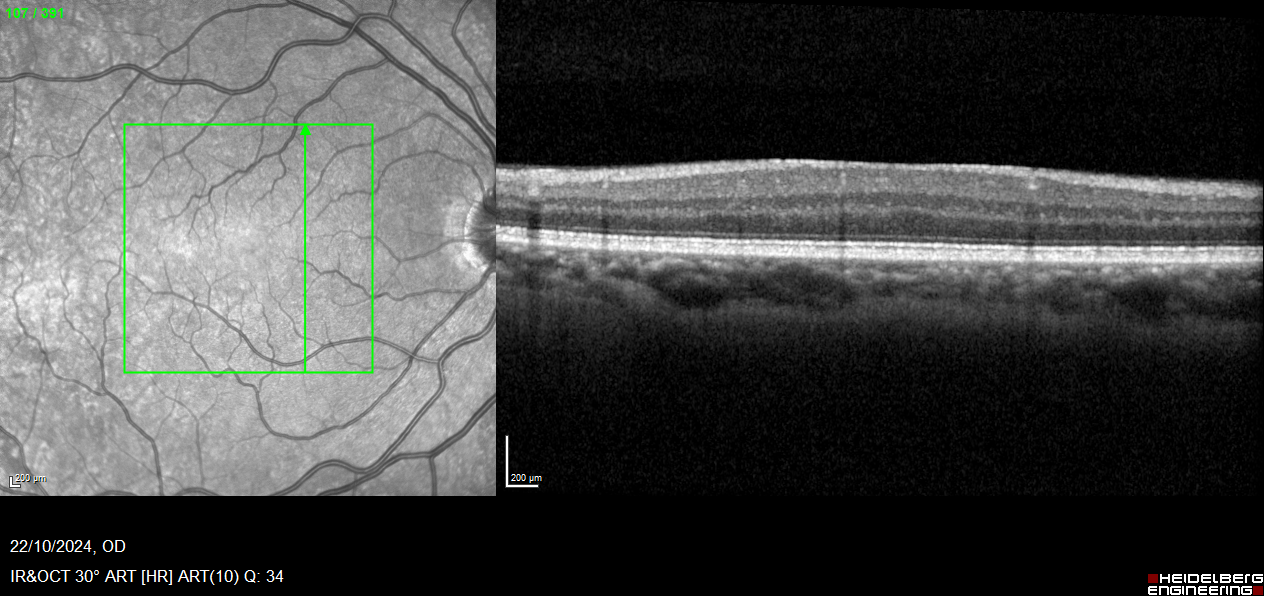 107 / 391
200 µm
200 µm
22/10/2024, OD
IR&OCT 30° ART [HR] ART(10) Q: 34
HEIDELBERG
ENGINEERING